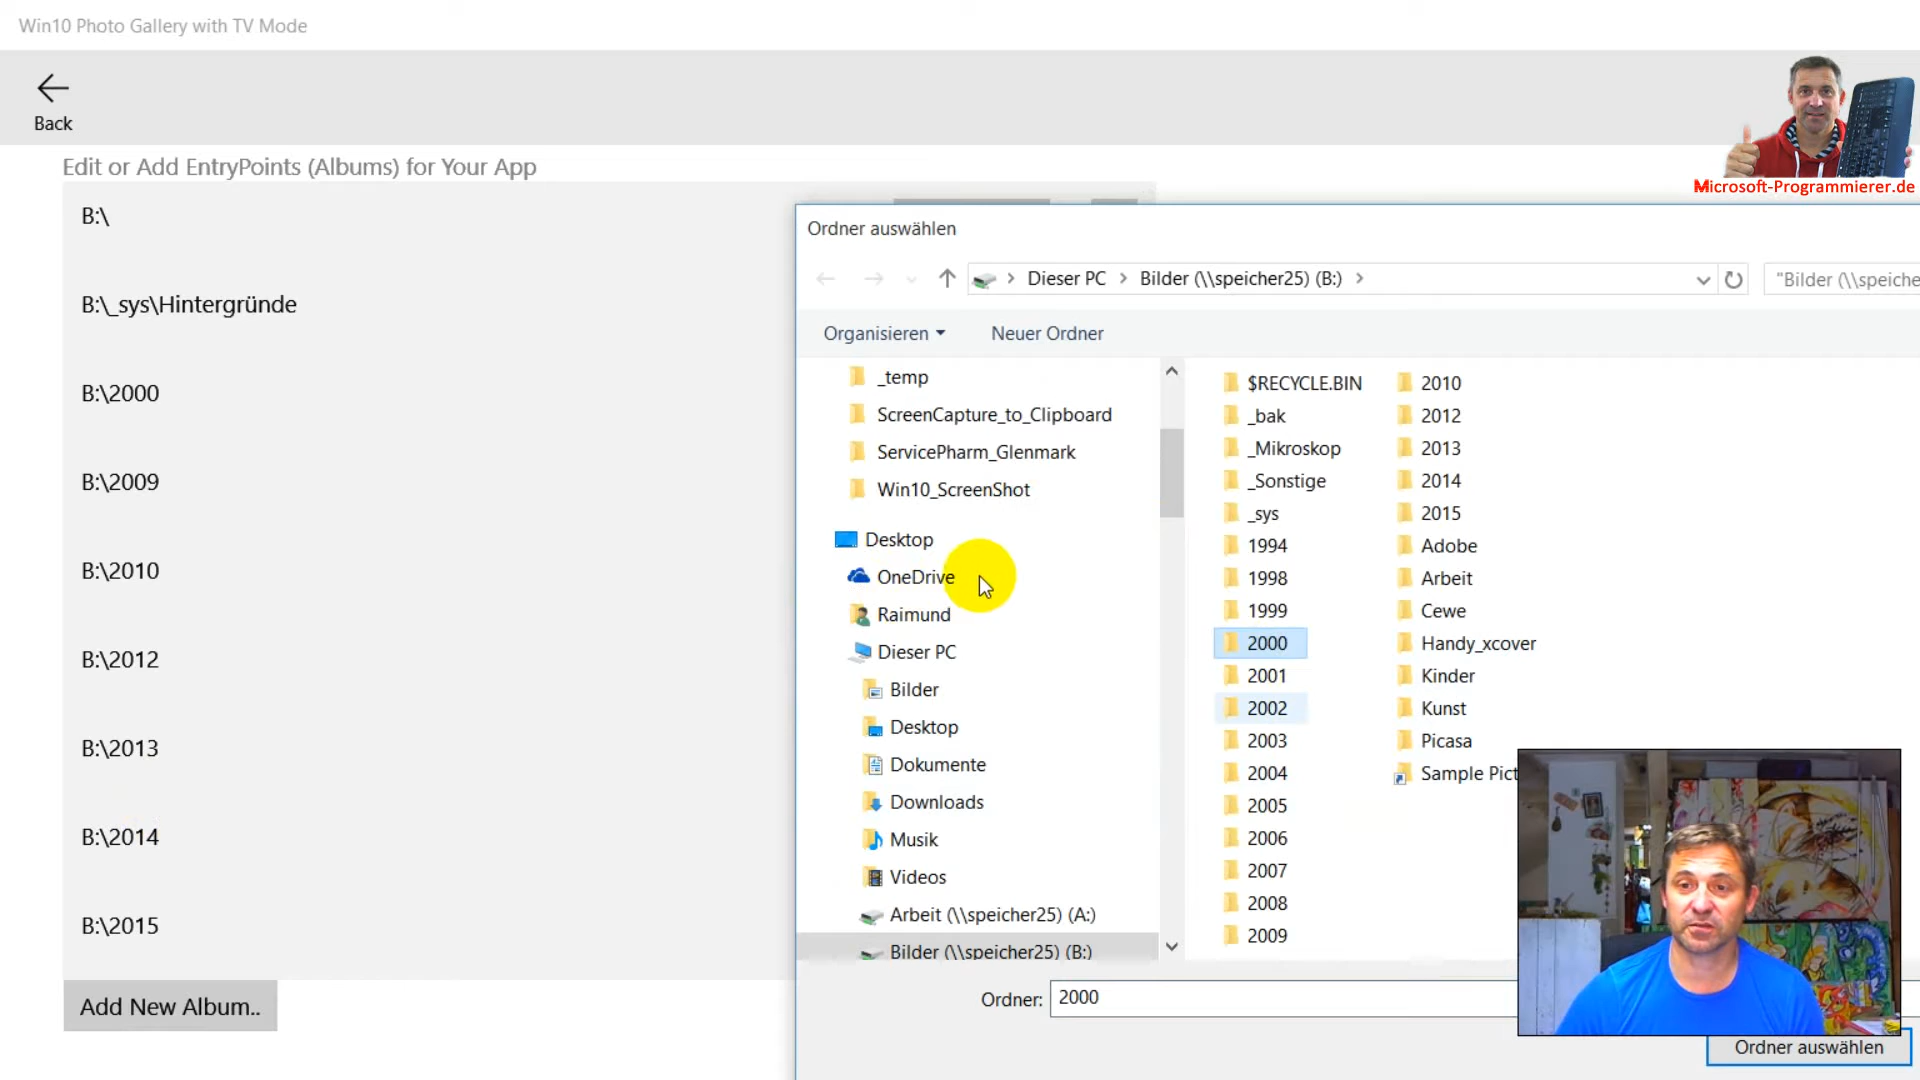 Win10 Photo Gallery with TV Mode
Back
Microsoft-Programmierer.de
Edit or Add EntryPoints (Albums) for Your App
B:\
B:\_sys\Hintergründe
B:\2000
B:\2009
B:\2010
B:\2012
B:\2013
B:\2014
B:\2015
Add New Album..
Ordner auswählen
Dieser PC
Bilder (\\speicher25) (B:)
"Bilder (\\speiche
Organisieren
Neuer Ordner
_temp
ScreenCapture_to_Clipboard
ServicePharm_Glenmark
Win10_ScreenShot
Desktop
OneDrive
Raimund
Dieser PC
Bilder
Desktop
Dokumente
Downloads
Musik
Videos
Arbeit (\\speicher25) (A:)
Bilder (\\speicher25) (B:)
$RECYCLE.BIN
_bak
_Mikroskop
_Sonstige
_sys
1994
1998
1999
2000
2001
2002
2003
2004
2005
2006
2007
2008
2009
2010
2012
2013
2014
2015
Adobe
Arbeit
Cewe
Handy_xcover
Kinder
Kunst
Picasa
Sample Pict
Ordner:
2000
Ordner auswählen